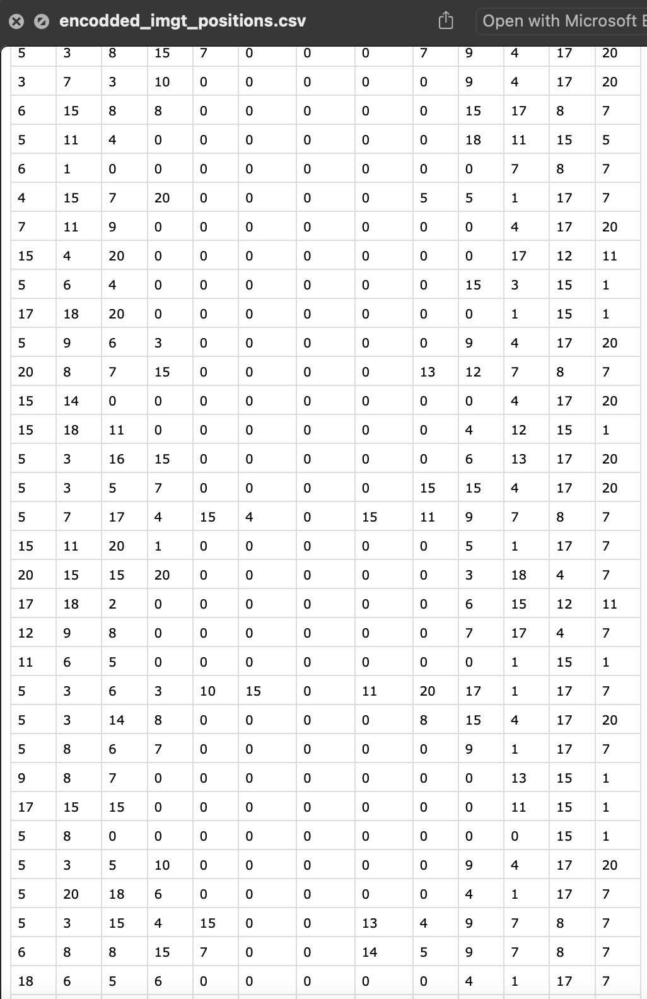 encodded_imgt_positions.csv Open with Microsoft E
5 3 8 15 7 0 0 0 7 9 4 17 20
3 7 3 10 0 0 0 0 0 9 4 17 20
6 15 8 8 0 0 0 0 0 15 17 8 7
5 11 4 0 0 0 0 0 0 18 11 15 5
6 1 0 0 0 0 0 0 0 0 7 8 7
4 15 7 20 0 0 0 0 5 5 1 17 7
7 11 9 0 0 0 0 0 0 0 4 17 20
15 4 20 0 0 0 0 0 0 0 17 12 11
5 6 4 0 0 0 0 0 0 15 3 15 1
17 18 20 0 0 0 0 0 0 0 1 15 1
5 9 6 3 0 0 0 0 0 9 4 17 20
20 8 7 15 0 0 0 0 13 12 7 8 7
15 14 0 0 0 0 0 0 0 0 4 17 20
15 18 11 0 0 0 0 0 0 4 12 15 1
5 3 16 15 0 0 0 0 0 6 13 17 20
5 3 5 7 0 0 0 0 15 15 4 17 20
5 7 17 4 15 4 0 15 11 9 7 8 7
15 11 20 1 0 0 0 0 0 5 1 17 7
20 15 15 20 0 0 0 0 0 3 18 4 7
17 18 2 0 0 0 0 0 0 6 15 12 11
12 9 8 0 0 0 0 0 0 7 17 4 7
11 6 5 0 0 0 0 0 0 0 1 15 1
5 3 6 3 10 15 0 11 20 17 1 17 7
5 3 14 8 0 0 0 0 8 15 4 17 20
5 8 6 7 0 0 0 0 0 9 1 17 7
9 8 7 0 0 0 0 0 0 0 13 15 1
17 15 15 0 0 0 0 0 0 0 11 15 1
5 8 0 0 0 0 0 0 0 0 0 15 1
5 3 5 10 0 0 0 0 0 9 4 17 20
5 20 18 6 0 0 0 0 0 4 1 17 7
5 3 15 4 15 0 0 13 4 9 7 8 7
6 8 8 15 7 0 0 14 5 9 7 8 7
18 6 5 6 0 0 0 0 0 4 1 17 7